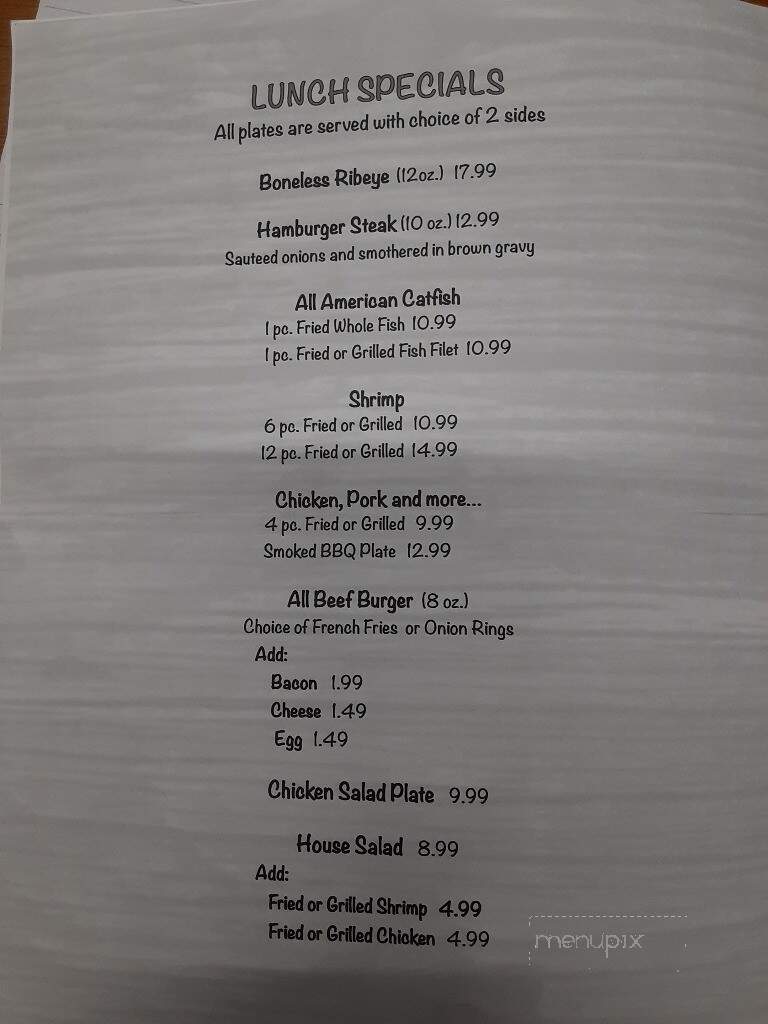 LUNCH SPECIALS
All plates are served with choice of 2 sides
Boneless Ribeye (12oz.) 17.99
Hamburger Steak (10 oz.) 12.99
Sauteed onions and smothered in brown gravy
All American Catfish
1 pc. Fried Whole Fish 10.99
1 pc. Fried or Grilled Fish Filet 10.99
Shrimp
6 pc. Fried or Grilled 10.99
12 pc. Fried or Grilled 14.99
Chicken, Pork and more...
4 pc. Fried or Grilled 9.99
Smoked BBQ Plate 12.99
All Beef Burger (8 oz.)
Choice of French Fries or Onion Rings
Add:
Bacon 1.99
Cheese 1.49
Egg 1.49
Chicken Salad Plate 9.99
House Salad 8.99
Add:
Fried or Grilled Shrimp 4.99
Fried or Grilled Chicken 4.99
menupix